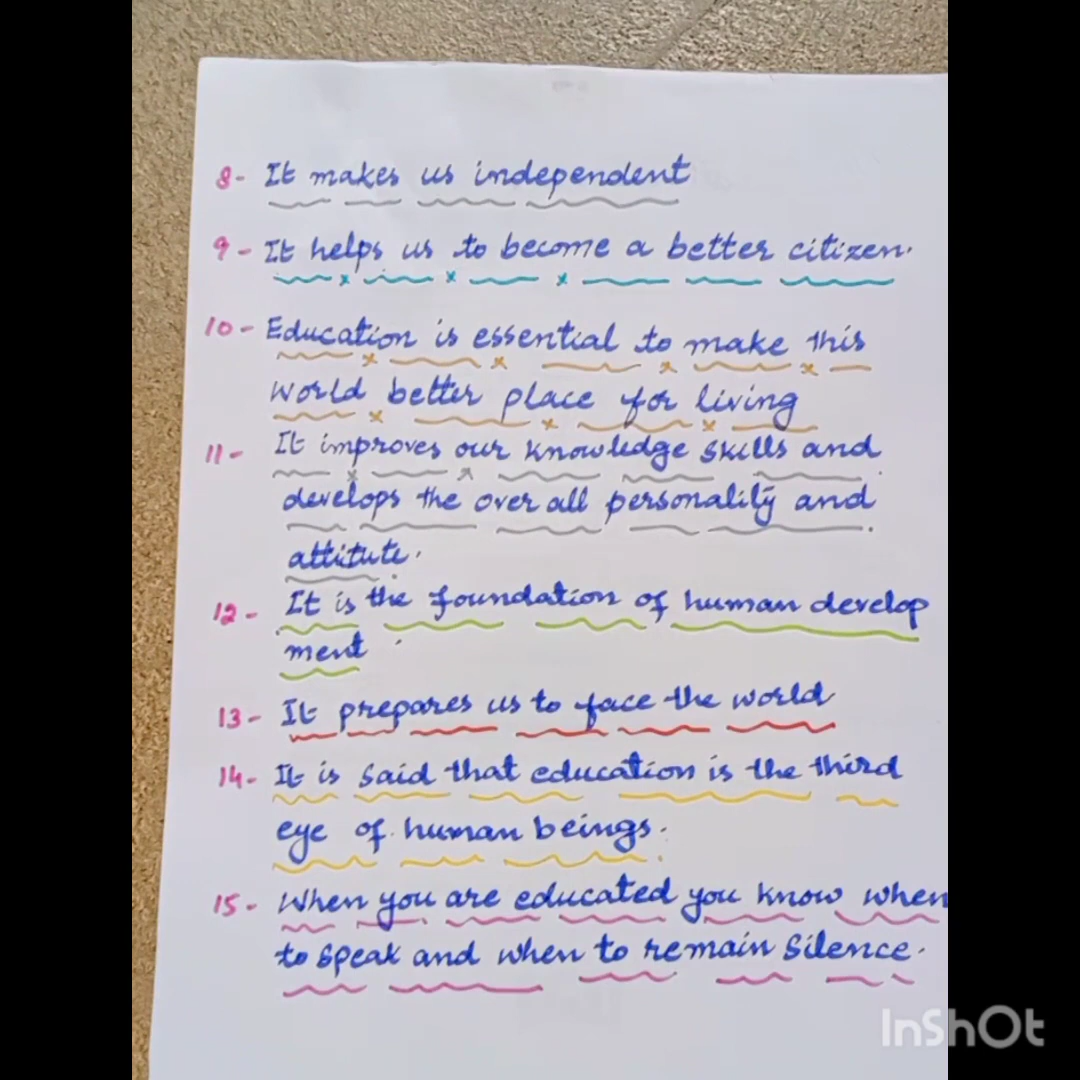 8- It makes us independent
9- It helps us to become a better citizen.
10- Education is essential to make this
world better place for living
11- It improves our knowledge skills and
develops the over all personality and
attitute.
12- It is the foundation of human develop
ment
13- It prepares us to face the world
14- It is said that education is the third
eye of human beings.
15- When you are educated you know when
to speak and when to remain silence.
InShOt